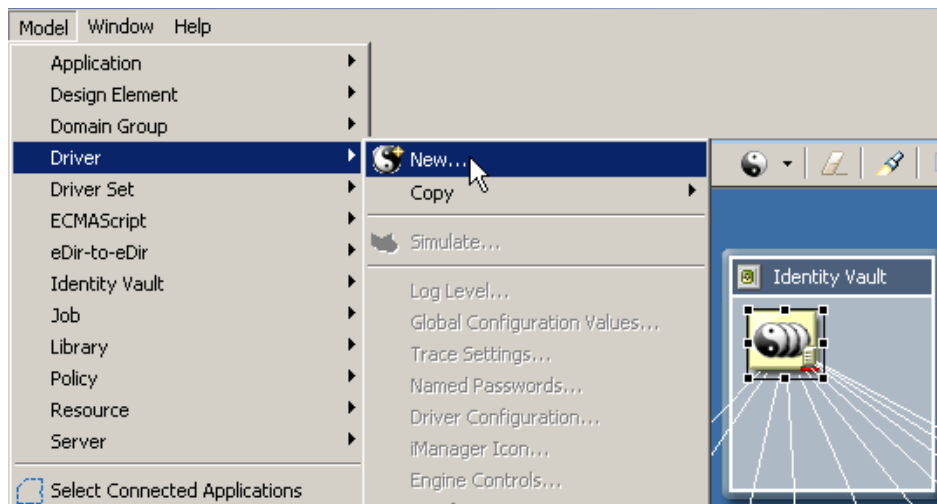 Model Window Help
Application
Design Element
Domain Group
Driver
Driver Set
ECMAScript
eDir-to-eDir
Identity Vault
Job
Library
Policy
Resource
Server
Select Connected Applications
New...
Copy
Simulate...
Log Level...
Global Configuration Values...
Trace Settings...
Named Passwords...
Driver Configuration...
iManager Icon...
Engine Controls...
Identity Vault